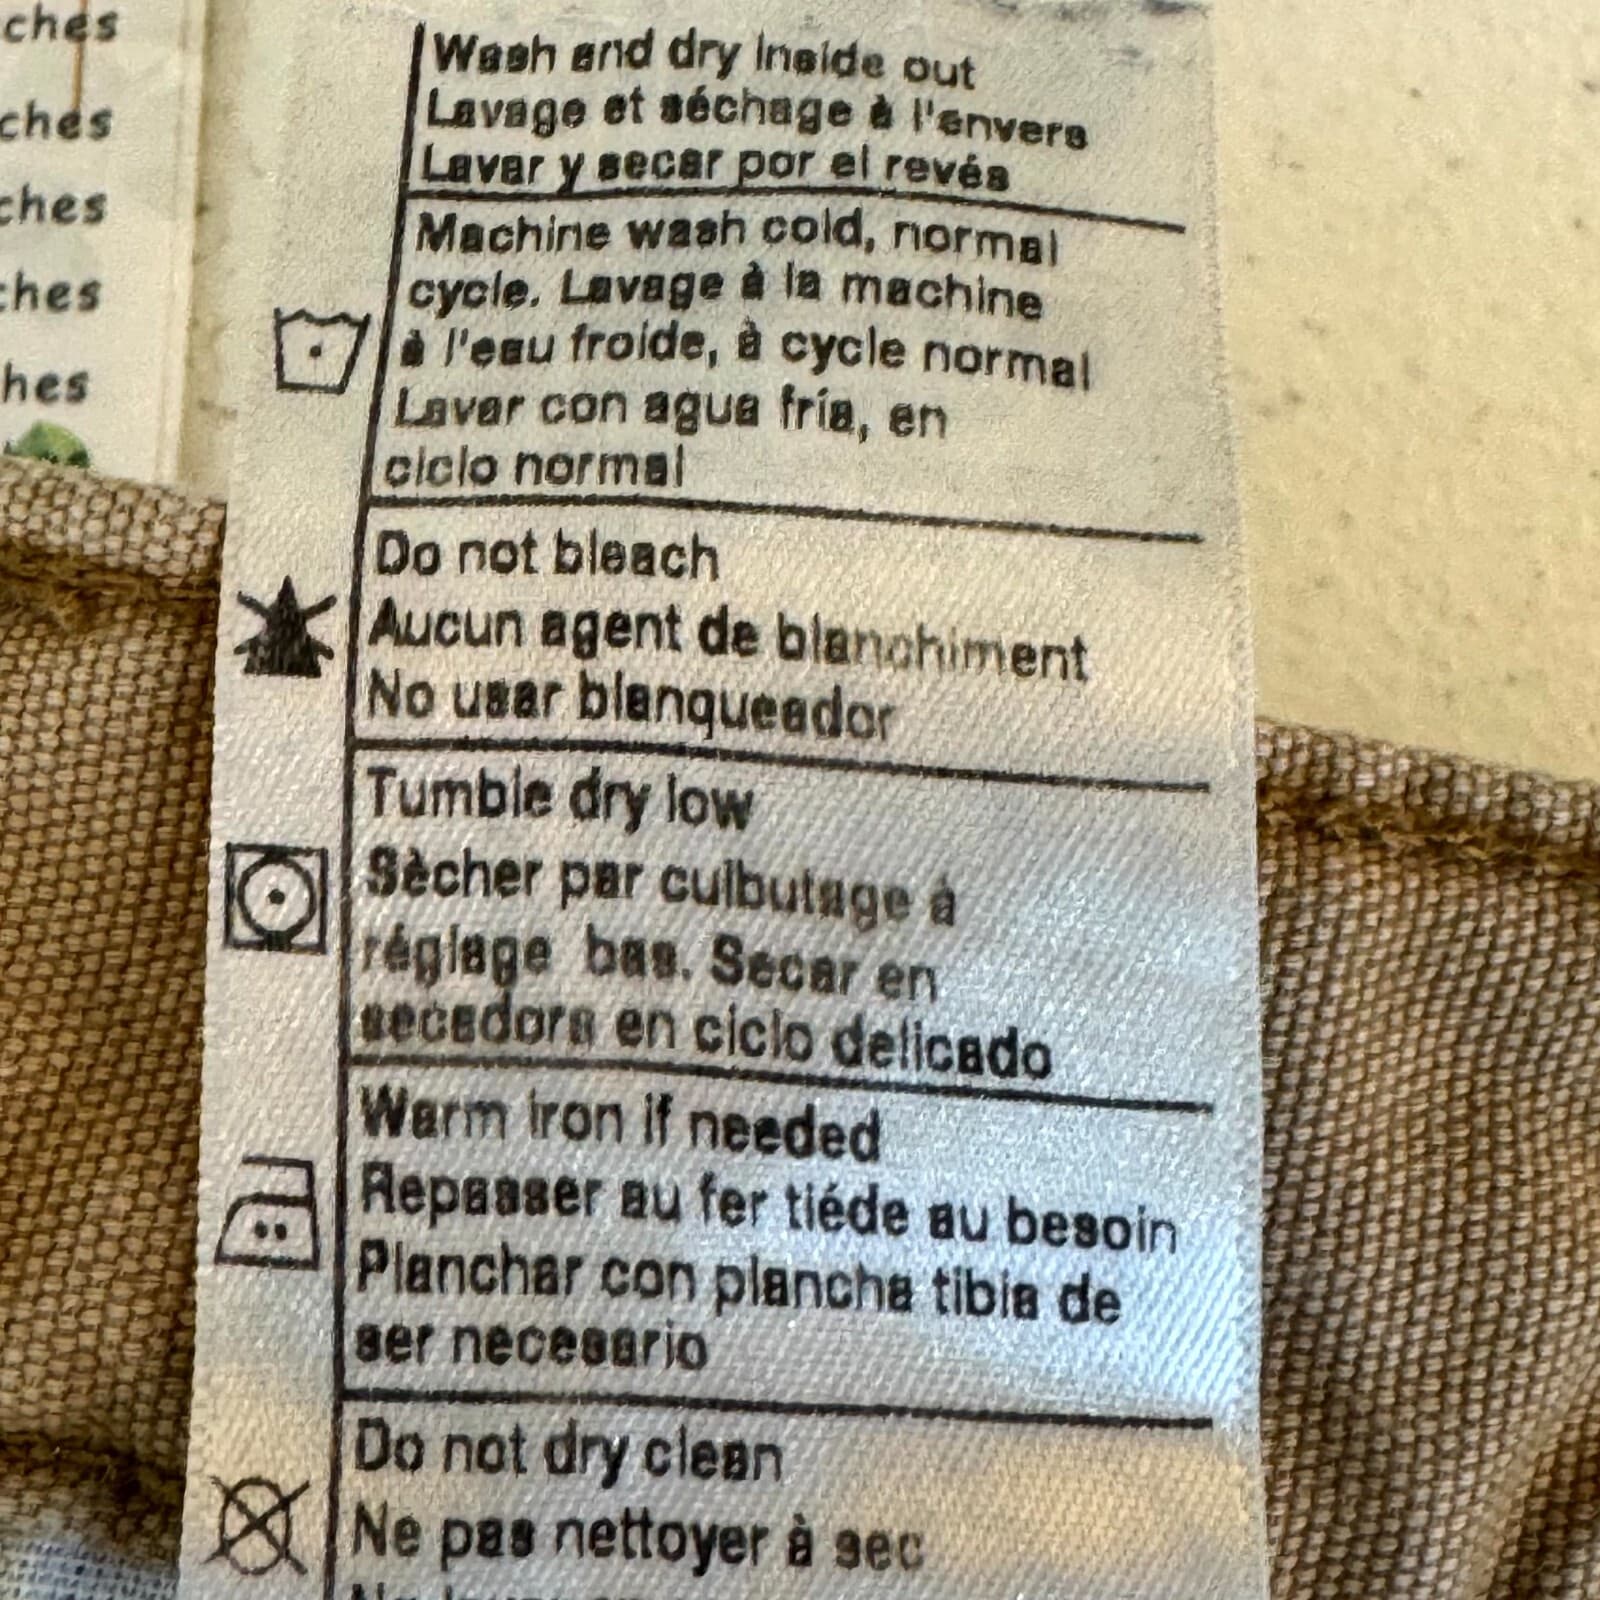 ches
ches
ches
ches
hes
Wash and dry inside out
Lavage et séchage à l'envers
Lavar y secar por el revés
Machine wash cold, normal
cycle. Lavage à la machine
à l'eau froide, à cycle normal
Lavar con agua fría, en
ciclo normal
Do not bleach
Aucun agent de blanchiment
No usar blanqueador
Tumble dry low
Sècher par culbutage à
réglage bas. Secar en
secadora en ciclo delicado
Warm iron if needed
Repasser au fer tiéde au besoin
Planchar con plancha tibia de
ser necesario
Do not dry clean
Ne pas nettoyer à sec